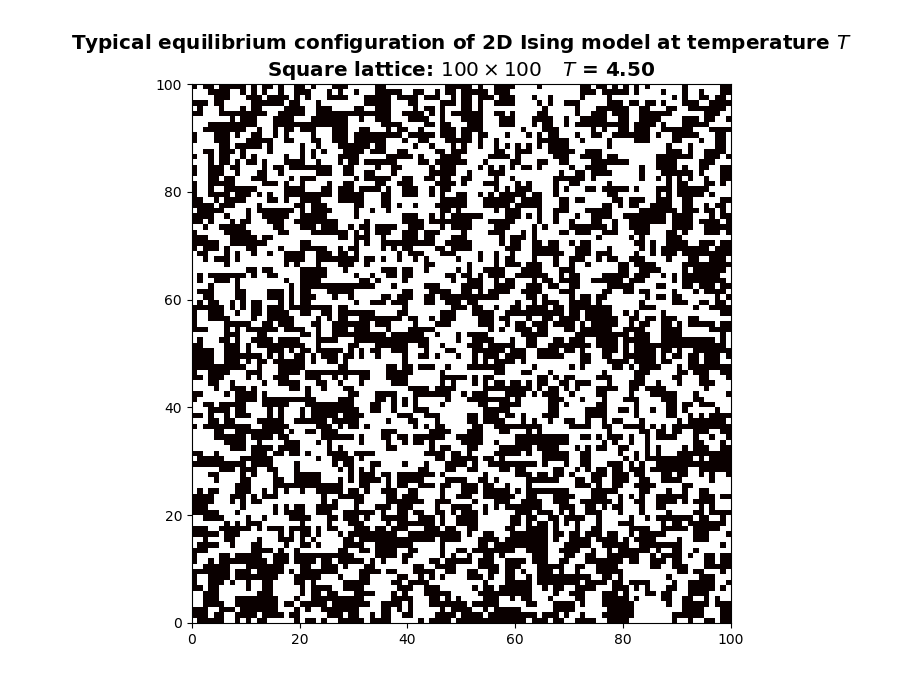 Typical equilibrium configuration of 2D Ising model at temperature T
Square lattice: 100 × 100 T = 4.50
100
80
60
40
20
0
0 20 40 60 80 100